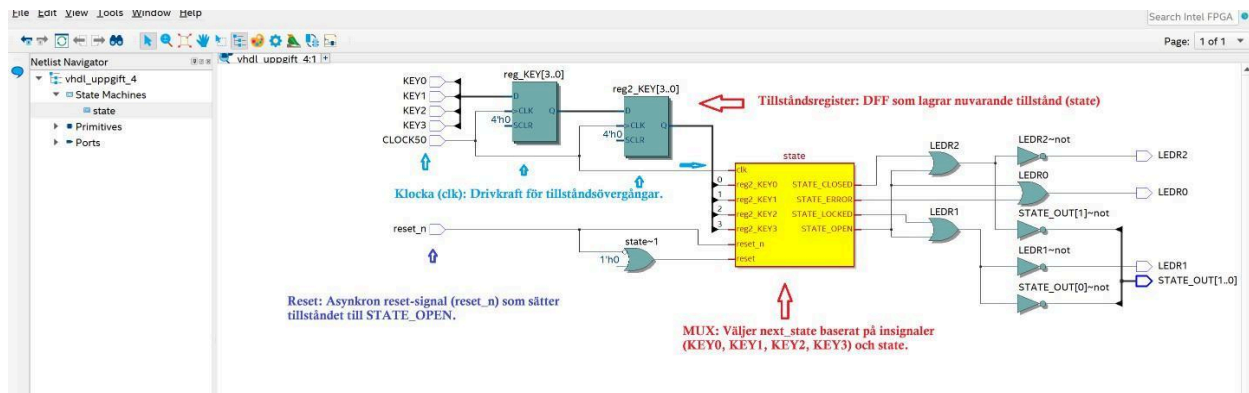 File Edit View Tools Window Help
Search Intel FPGA
Page: 1 of 1
Netlist Navigator
vhdl_uppgift_4:1
vhdl_uppgift_4
State Machines
state
Primitives
Ports
KEY0
KEY1
KEY2
KEY3
CLOCK50
reg_KEY[3..0]
D
CLK Q
4'h0
SCLR
reg2_KEY[3..0]
D
CLK Q
4'h0
SCLR
Tillståndsregister: DFF som lagrar nuvarande tillstånd (state)
Klocka (clk): Drivkraft för tillståndsövergångar.
state
clk
0 reg2_KEY0 STATE_CLOSED
1 reg2_KEY1 STATE_ERROR
2 reg2_KEY2 STATE_LOCKED
3 reg2_KEY3 STATE_OPEN
reset_n
reset
reset_n
state~1
1'h0
Reset: Asynkron reset-signal (reset_n) som sätter
tillståndet till STATE_OPEN.
MUX: Väljer next_state baserat på insignaler
(KEY0, KEY1, KEY2, KEY3) och state.
LEDR2
LEDR1
LEDR2~not
LEDR0
STATE_OUT[1]~not
LEDR1~not
STATE_OUT[0]~not
LEDR2
LEDR0
LEDR1
STATE_OUT[1..0]